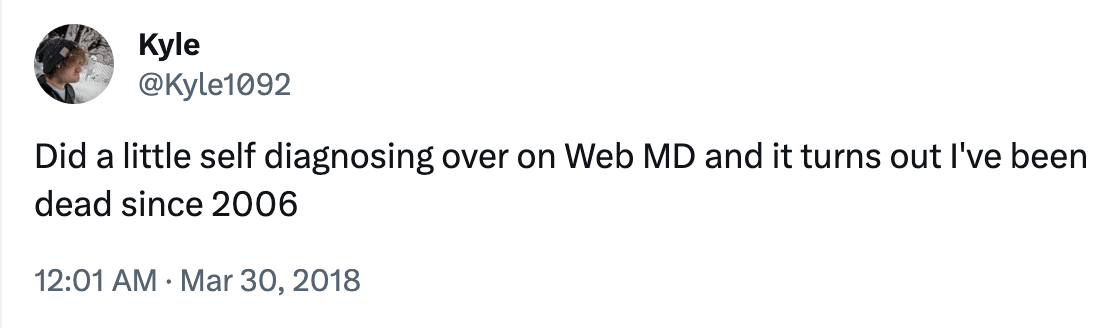 Kyle
@Kyle1092
Did a little self diagnosing over on Web MD and it turns out I've been
dead since 2006
12:01 AM · Mar 30, 2018